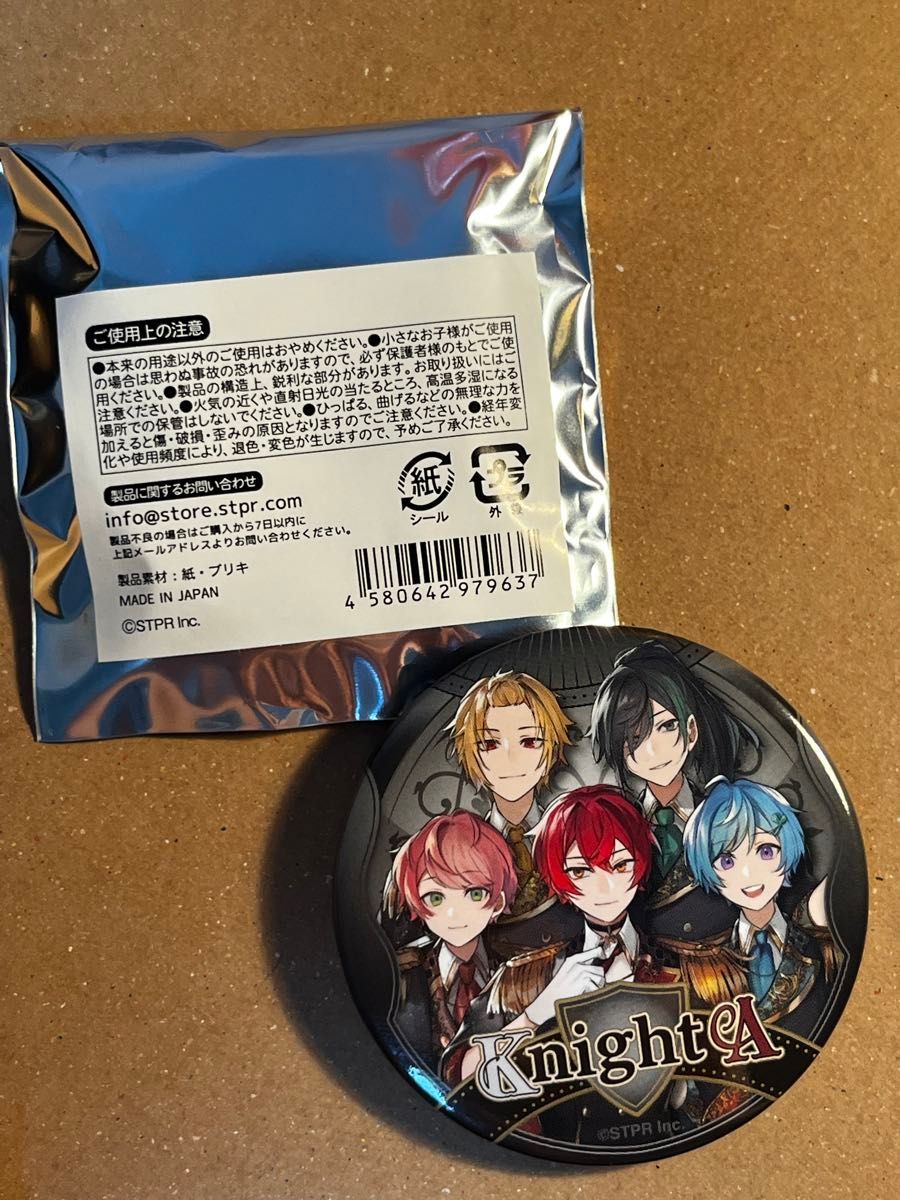 ご使用上の注意
●本来の用途以外のご使用はおやめください。●小さなお子様がご使用
の場合は思わぬ事故の恐れがありますので、必ず保護者様のもとでご使
用ください。●製品の構造上、鋭利な部分があります。お取り扱いにはご
注意ください。●火気の近くや直射日光の当たるところ、高温多湿になる
場所での保管はしないでください。●ひっぱる、曲げるなどの無理な力を
加えると傷・破損・歪みの原因となりますのでご注意ください。●経年変
化や使用頻度により、退色・変色が生じますので、予めご了承ください。
製品に関するお問い合わせ
info@store.stpr.com
製品不良の場合はご購入から7日以内に
上記メールアドレスよりお問い合わせください。
紙
シール
プラ
外袋
製品素材：紙・ブリキ
MADE IN JAPAN
©STPR Inc.
4 580642 979637
Knight A
©STPR Inc.